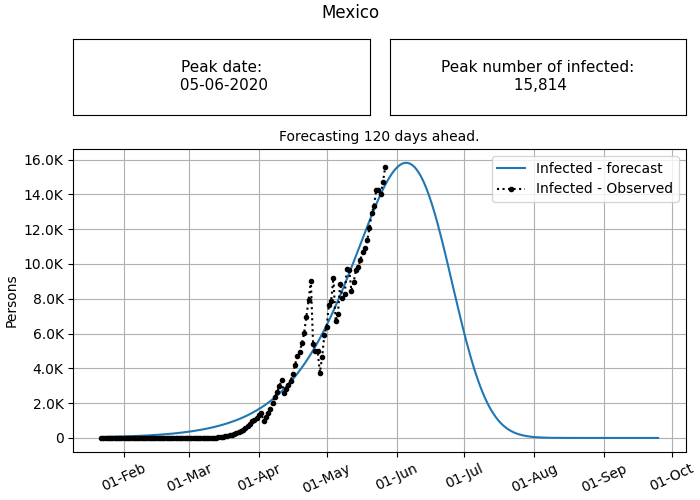 Mexico
Peak date:
05-06-2020
Peak number of infected:
15,814
Forecasting 120 days ahead.
Infected - forecast
Infected - Observed
Persons
16.0K
14.0K
12.0K
10.0K
8.0K
6.0K
4.0K
2.0K
0
01-Feb
01-Mar
01-Apr
01-May
01-Jun
01-Jul
01-Aug
01-Sep
01-Oct